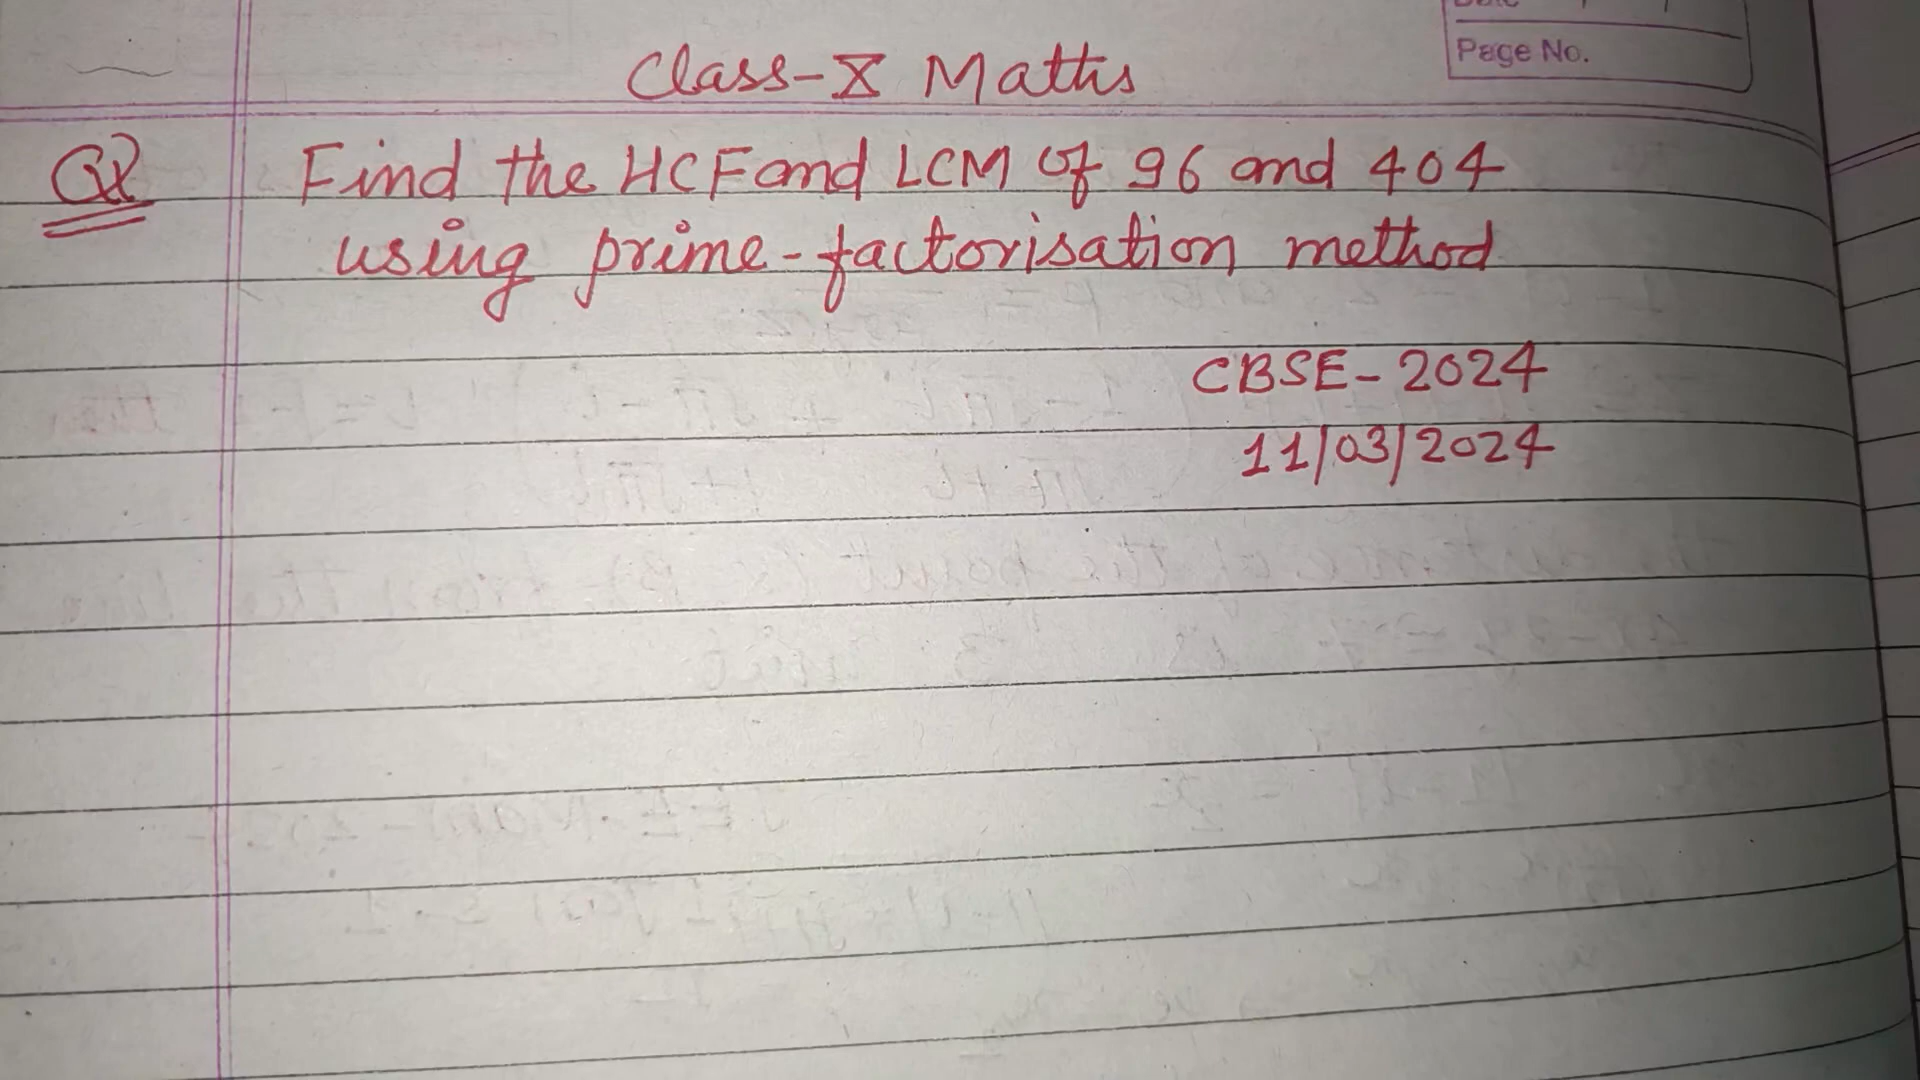 Page No.
Class-X Maths
Q Find the HCF and LCM of 96 and 404
using prime-factorisation method
CBSE-2024
11/03/2024